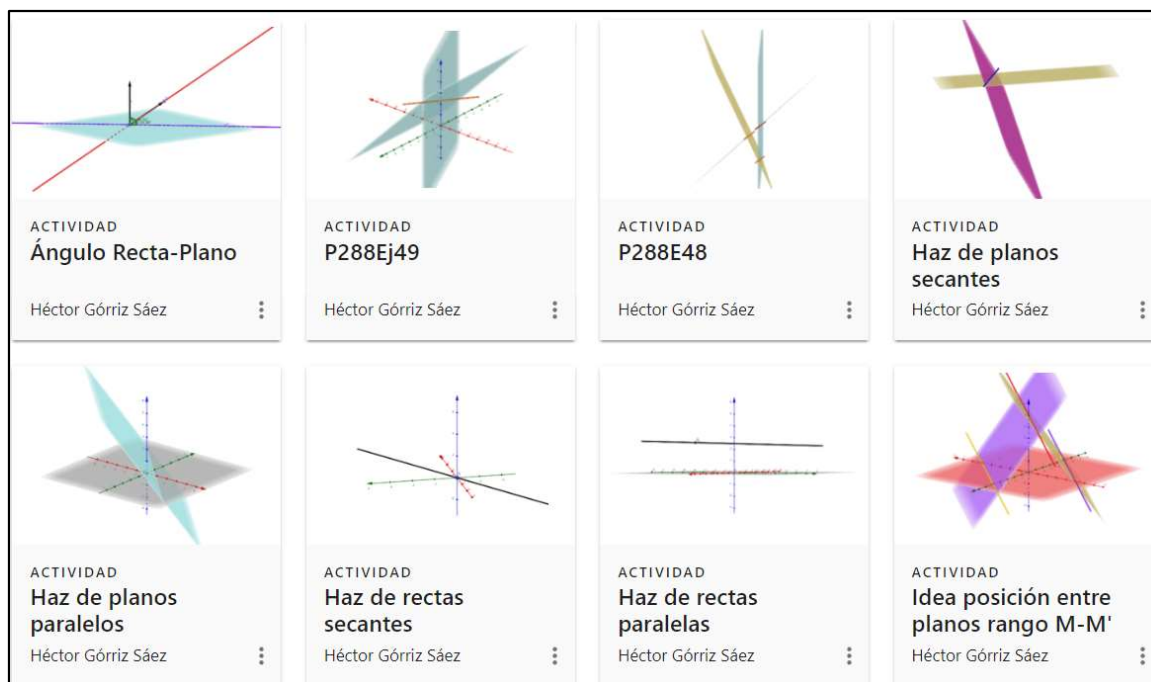 ACTIVIDAD
Ángulo Recta-Plano
Héctor Górriz Sáez
ACTIVIDAD
P288Ej49
Héctor Górriz Sáez
ACTIVIDAD
P288E48
Héctor Górriz Sáez
ACTIVIDAD
Haz de planos
secantes
Héctor Górriz Sáez
ACTIVIDAD
Haz de planos
paralelos
Héctor Górriz Sáez
ACTIVIDAD
Haz de rectas
secantes
Héctor Górriz Sáez
ACTIVIDAD
Haz de rectas
paralelas
Héctor Górriz Sáez
ACTIVIDAD
Idea posición entre
planos rango M-M'
Héctor Górriz Sáez